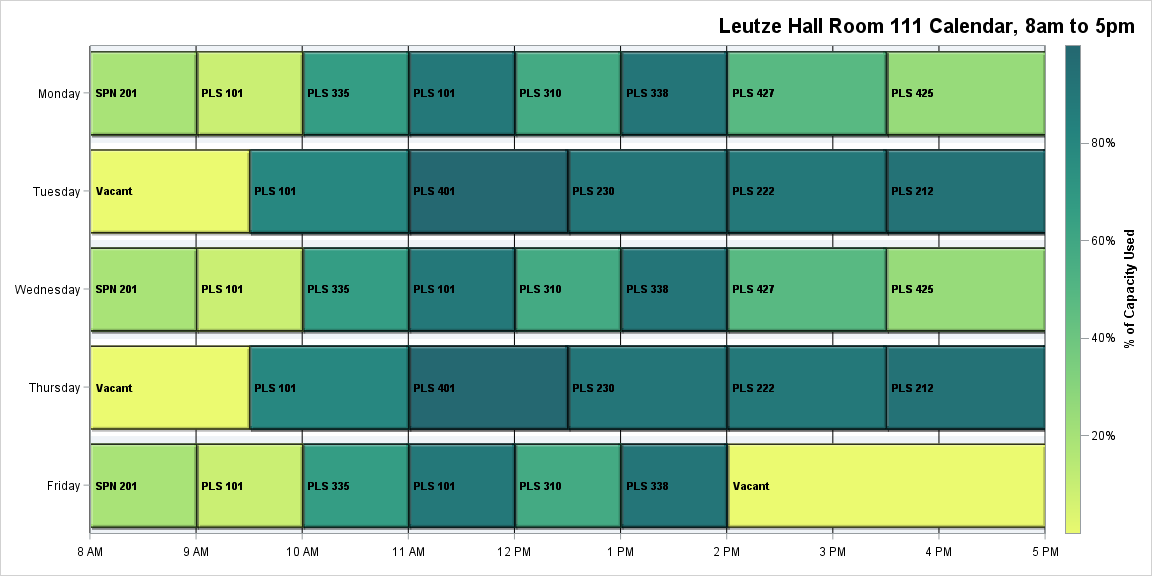 Leutze Hall Room 111 Calendar, 8am to 5pm
Monday
SPN 201 PLS 101 PLS 335 PLS 101 PLS 310 PLS 338 PLS 427 PLS 425
Tuesday
Vacant PLS 101 PLS 401 PLS 230 PLS 222 PLS 212
Wednesday
SPN 201 PLS 101 PLS 335 PLS 101 PLS 310 PLS 338 PLS 427 PLS 425
Thursday
Vacant PLS 101 PLS 401 PLS 230 PLS 222 PLS 212
Friday
SPN 201 PLS 101 PLS 335 PLS 101 PLS 310 PLS 338 Vacant
8 AM 9 AM 10 AM 11 AM 12 PM 1 PM 2 PM 3 PM 4 PM 5 PM
80%
60%
40%
20%
% of Capacity Used